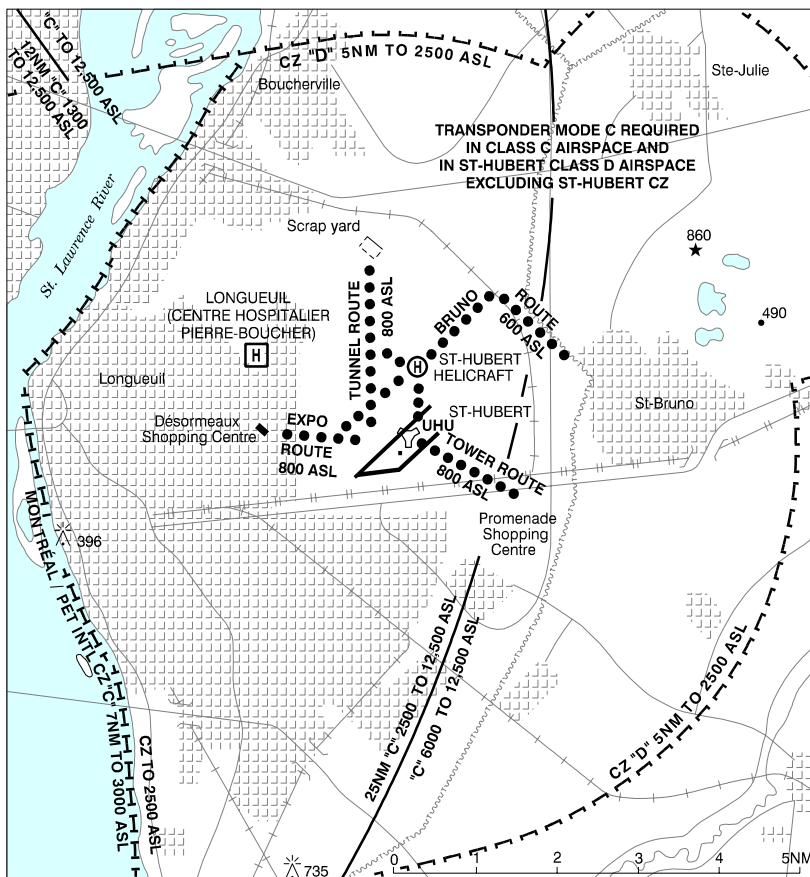 "C" TO 12,500 ASL
12NM "C" 1300
TO 12,500 ASL
CZ "D" 5NM TO 2500 ASL
Boucherville
Ste-Julie
TRANSPONDER MODE C REQUIRED
IN CLASS C AIRSPACE AND
IN ST-HUBERT CLASS D AIRSPACE
EXCLUDING ST-HUBERT CZ
St. Lawrence River
Scrap yard
860
490
LONGUEUIL
(CENTRE HOSPITALIER
PIERRE-BOUCHER)
H
TUNNEL ROUTE
800 ASL
BRUNO ROUTE
600 ASL
H
ST-HUBERT
HELICRAFT
Longueuil
ST-HUBERT
St-Bruno
Désormeaux
Shopping Centre
EXPO
ROUTE
800 ASL
UHU
TOWER ROUTE
800 ASL
Promenade
Shopping
Centre
396
MONTRÉAL / PET INTL CZ "C" 7NM TO 3000 ASL
CZ TO 2500 ASL
25NM "C" 2500 TO 12,500 ASL
"C" 6000 TO 12,500 ASL
CZ "D" 5NM TO 2500 ASL
735
0 1 2 3 4 5NM